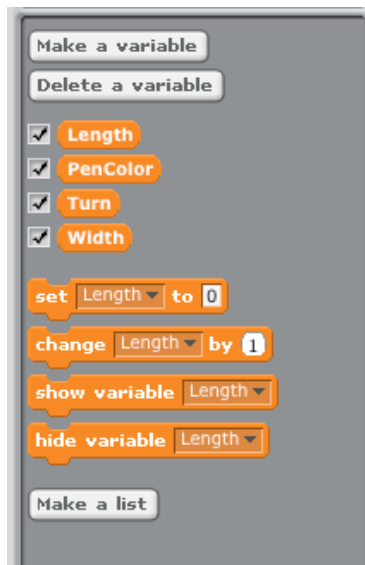 Make a variable
Delete a variable
Length
PenColor
Turn
Width
set Length to 0
change Length by 1
show variable Length
hide variable Length
Make a list